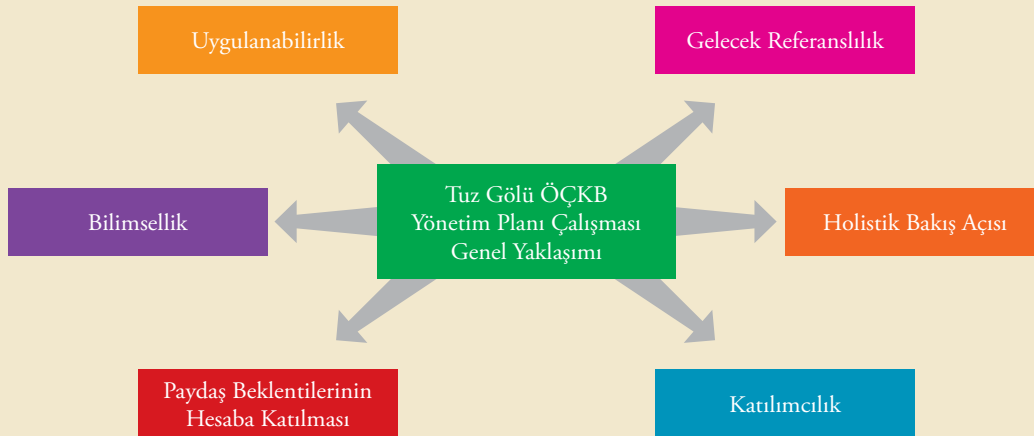 Uygulanabilirlik
Gelecek Referanslılık
Tuz Gölü ÖÇKB
Yönetim Planı Çalışması
Genel Yaklaşımı
Bilimsellik
Holistik Bakış Açısı
Paydaş Beklentilerinin
Hesaba Katılması
Katılımcılık